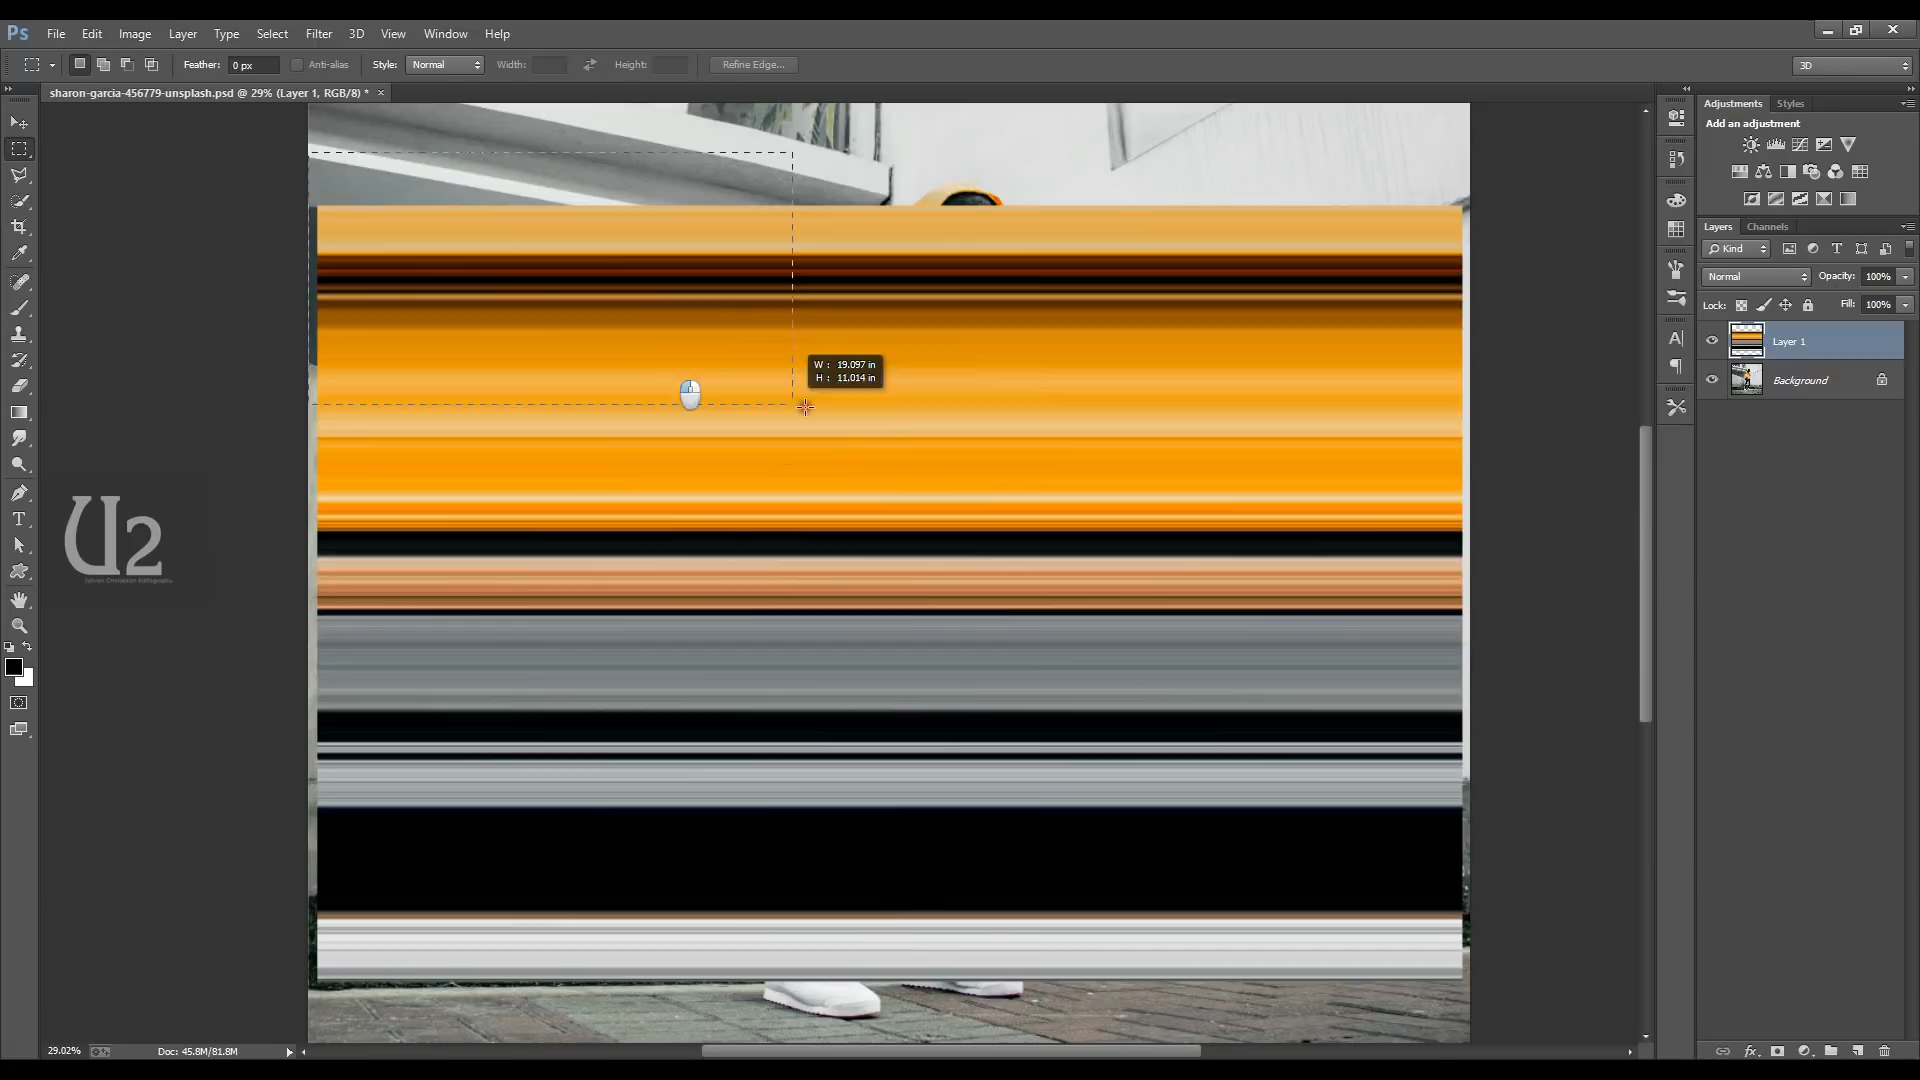 Ps File Edit Image Layer Type Select Filter 3D View Window Help
Feather: 0 px Anti-alias Style: Normal Width: Height: Refine Edge... 3D
sharon-garcia-456779-unsplash.psd @ 29% (Layer 1, RGB/8) * ×
Adjustments Styles
Add an adjustment
Layers Channels
Kind
Normal Opacity: 100%
Lock: Fill: 100%
Layer 1
Background
W : 19.097 in
H : 11.014 in
U2
29.02% Doc: 45.8M/81.8M